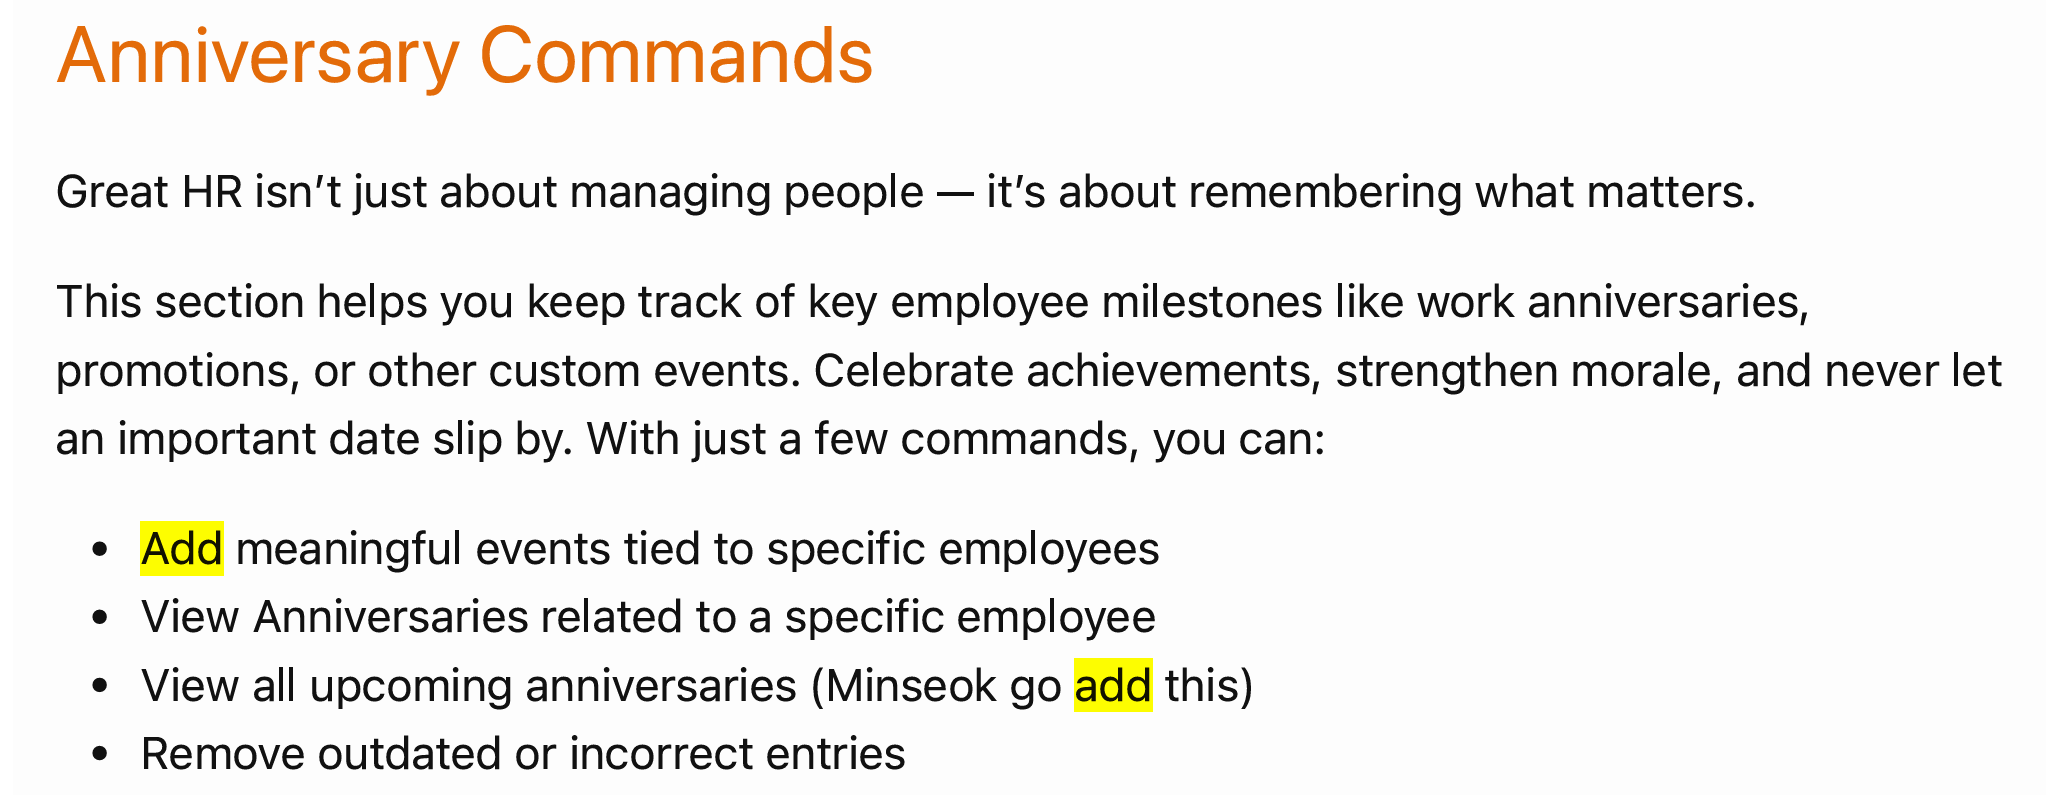 Anniversary Commands
Great HR isn’t just about managing people — it’s about remembering what matters.
This section helps you keep track of key employee milestones like work anniversaries,
promotions, or other custom events. Celebrate achievements, strengthen morale, and never let
an important date slip by. With just a few commands, you can:
• Add meaningful events tied to specific employees
• View Anniversaries related to a specific employee
• View all upcoming anniversaries (Minseok go add this)
• Remove outdated or incorrect entries